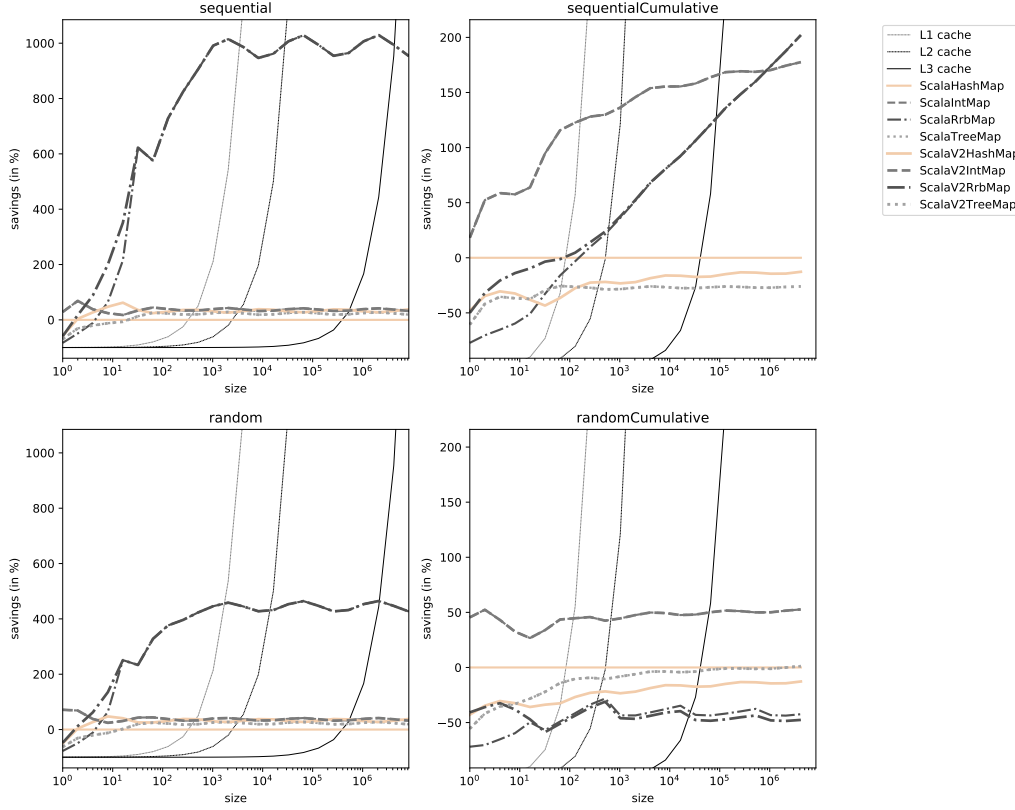 sequential
1000
800
600
400
200
0
savings (in %)
10^0 10^1 10^2 10^3 10^4 10^5 10^6
size
sequentialCumulative
200
150
100
50
0
−50
savings (in %)
10^0 10^1 10^2 10^3 10^4 10^5 10^6
size
L1 cache
L2 cache
L3 cache
ScalaHashMap
ScalaIntMap
ScalaRrbMap
ScalaTreeMap
ScalaV2HashMap
ScalaV2IntMap
ScalaV2RrbMap
ScalaV2TreeMap
random
1000
800
600
400
200
0
savings (in %)
10^0 10^1 10^2 10^3 10^4 10^5 10^6
size
randomCumulative
200
150
100
50
0
−50
savings (in %)
10^0 10^1 10^2 10^3 10^4 10^5 10^6
size